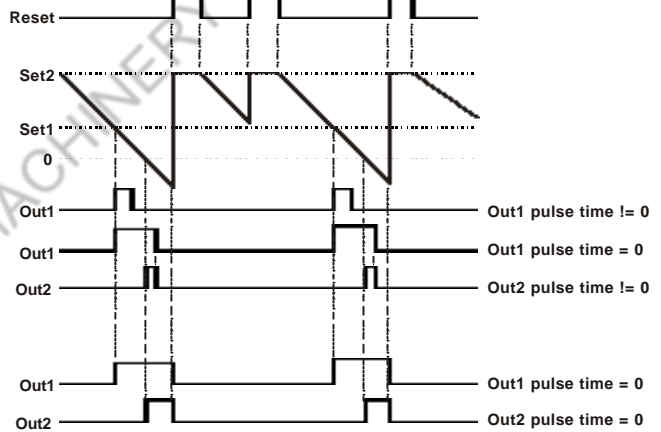 Reset
Set2
Set1
0
Out1
Out1 pulse time != 0
Out1
Out1 pulse time = 0
Out2
Out2 pulse time != 0
Out1
Out1 pulse time = 0
Out2
Out2 pulse time = 0
MACHINERY